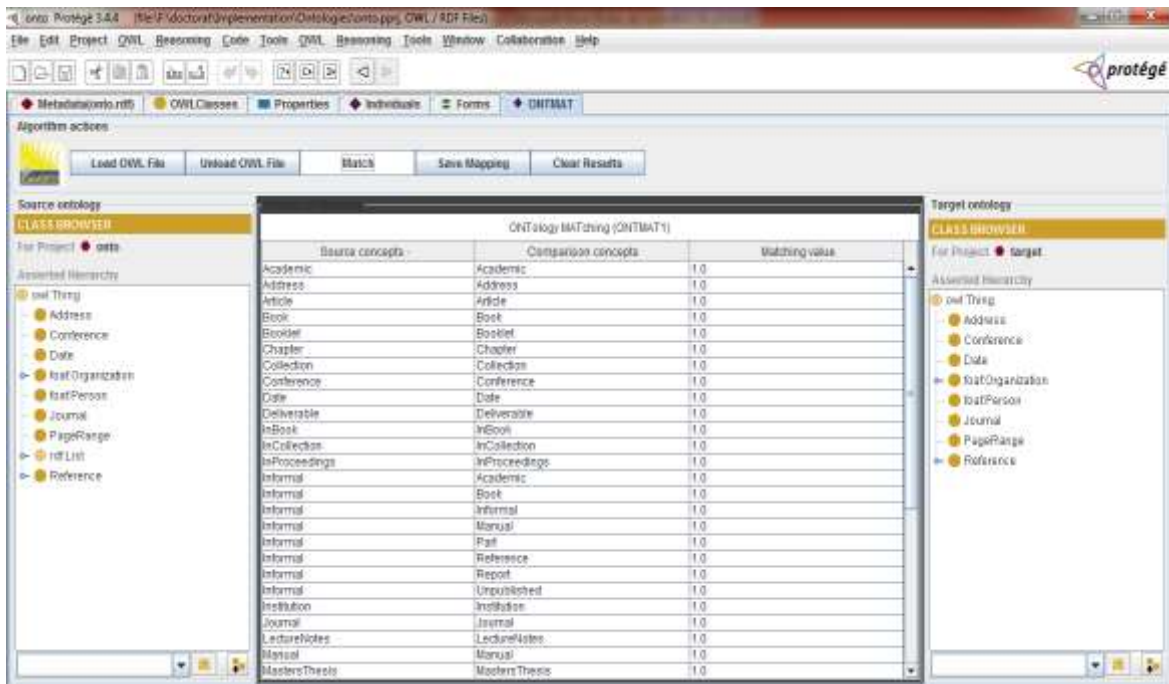 onto Protégé 3.4.4 (file:\F:\doctorat\Implementation\Ontologies\onto.pprj, OWL / RDF Files)
File Edit Project OWL Reasoning Code Tools OWL Reasoning Tools Window Collaboration Help
protégé
Metadata(onto.rdf) OWLClasses Properties Individuals Forms ONTMAT
Algorithm actions
Load OWL File Unload OWL File Match Save Mapping Clear Results
Source ontology
CLASS BROWSER
For Project: onto
Asserted Hierarchy
owl:Thing
Address
Conference
Date
foaf:Organization
foaf:Person
Journal
PageRange
rdf:List
Reference
ONTology MATching (ONTMAT1)
Source concepts Comparison concepts Matching value
Academic Academic 1.0
Address Address 1.0
Article Article 1.0
Book Book 1.0
Booklet Booklet 1.0
Chapter Chapter 1.0
Collection Collection 1.0
Conference Conference 1.0
Date Date 1.0
Deliverable Deliverable 1.0
InBook InBook 1.0
InCollection InCollection 1.0
InProceedings InProceedings 1.0
Informal Academic 1.0
Informal Book 1.0
Informal Informal 1.0
Informal Manual 1.0
Informal Part 1.0
Informal Reference 1.0
Informal Report 1.0
Informal Unpublished 1.0
Institution Institution 1.0
Journal Journal 1.0
LectureNotes LectureNotes 1.0
Manual Manual 1.0
MastersThesis MastersThesis 1.0
Target ontology
CLASS BROWSER
For Project: target
Asserted Hierarchy
owl:Thing
Address
Conference
Date
foaf:Organization
foaf:Person
Journal
PageRange
Reference